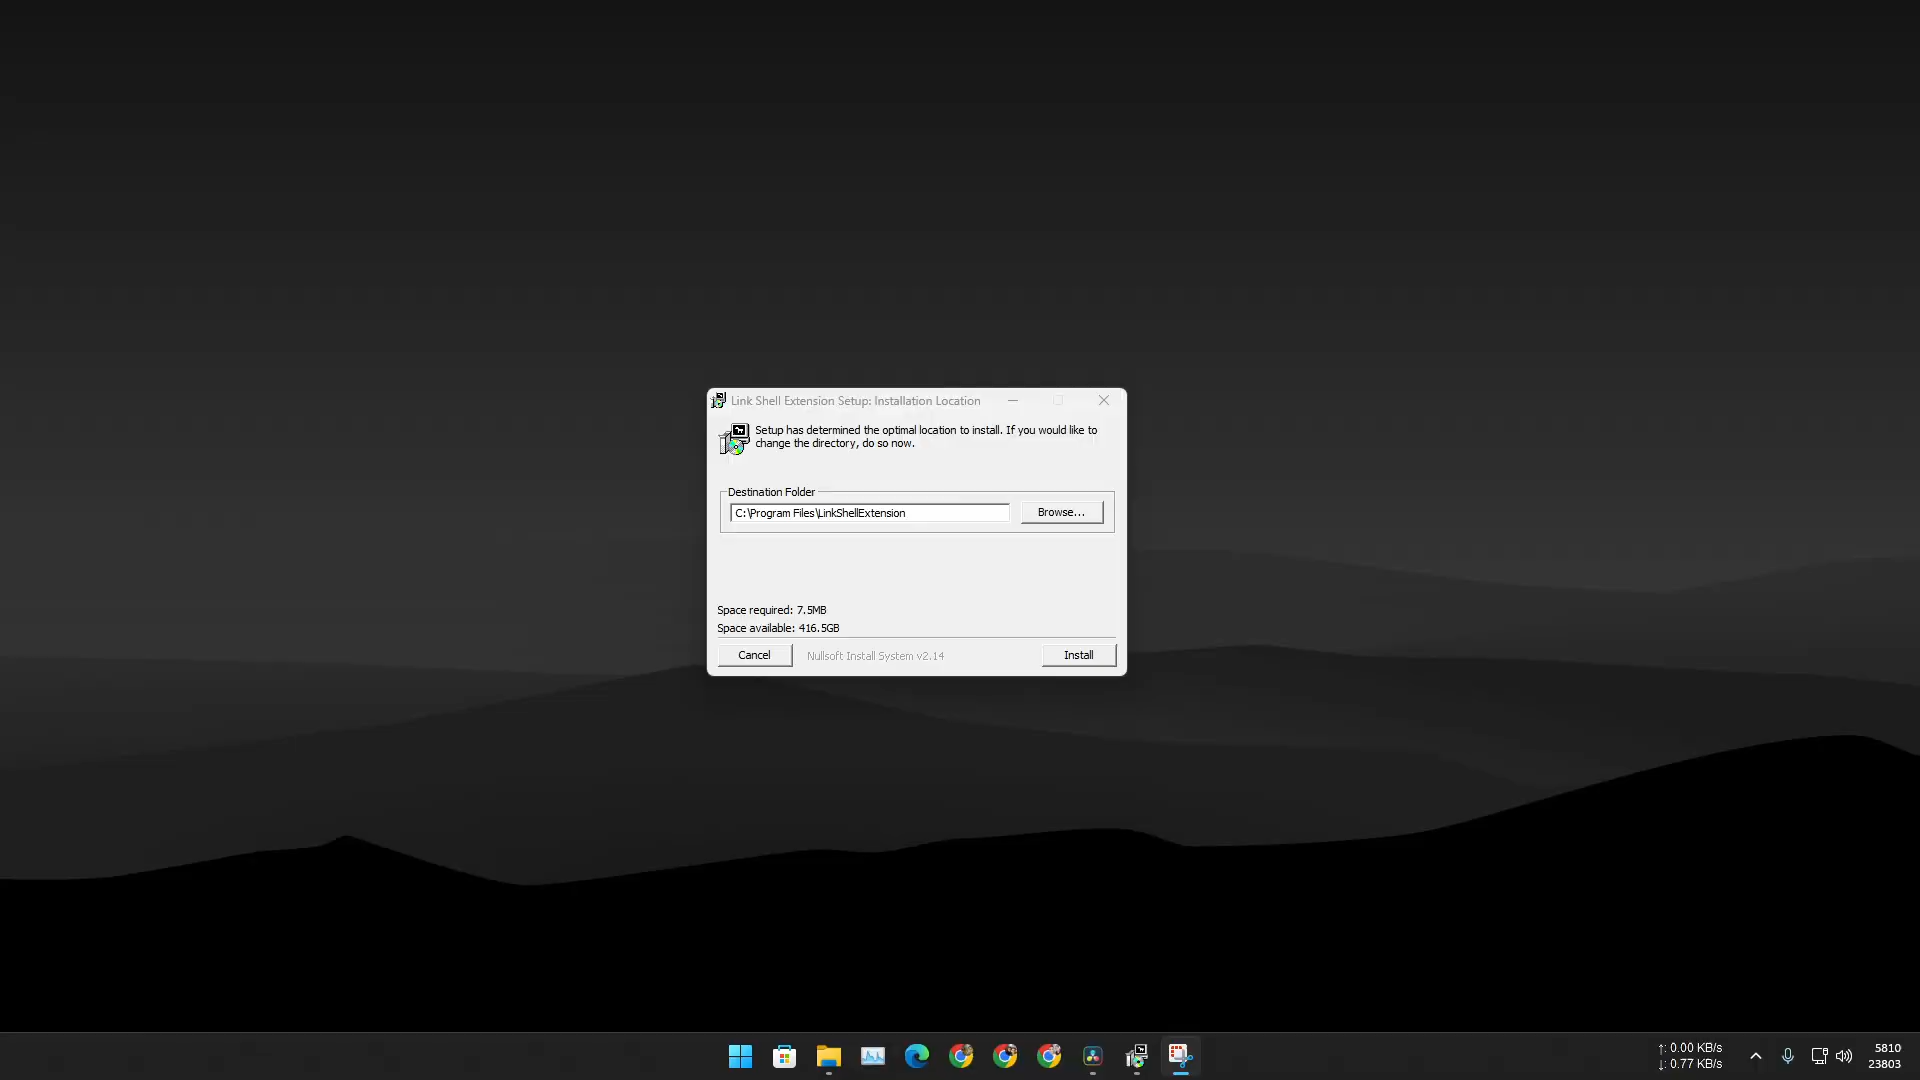 Link Shell Extension Setup: Installation Location
Setup has determined the optimal location to install. If you would like to
change the directory, do so now.
Destination Folder
C:\Program Files\LinkShellExtension
Browse...
Space required: 7.5MB
Space available: 416.5GB
Cancel
Nullsoft Install System v2.14
Install
↑: 0.00 KB/s
↓: 0.77 KB/s
5810
23803